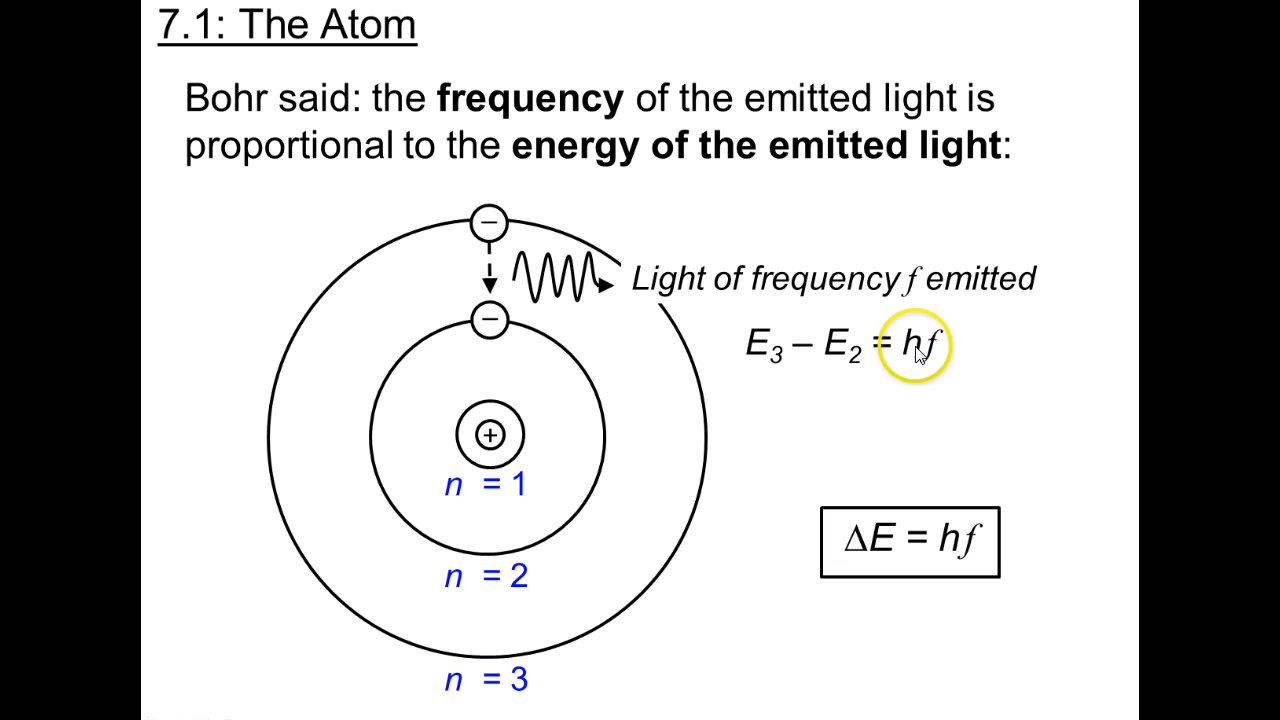 7.1: The Atom
Bohr said: the frequency of the emitted light is
proportional to the energy of the emitted light:
−
Light of frequency f emitted
−
E₃ – E₂ = hf
+
n = 1
ΔE = hf
n = 2
n = 3